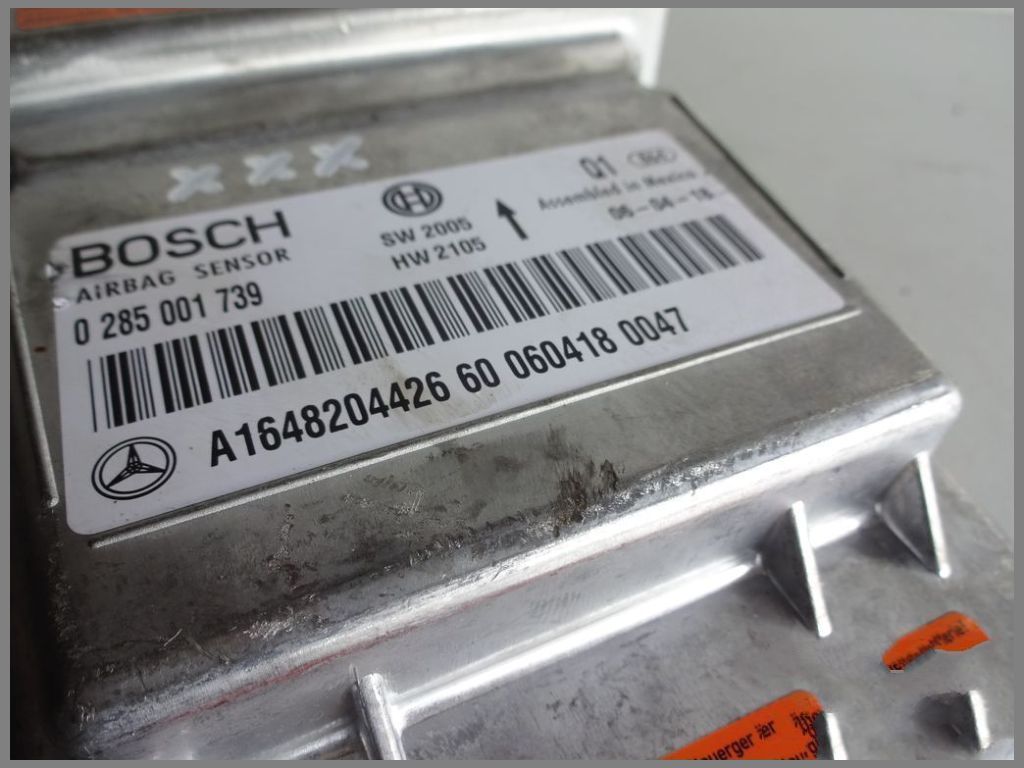 BOSCH
AIRBAG SENSOR
0 285 001 739
SW 2005
HW 2105
01
Assembled in Mexico
06-04-18
A1648204426 60 060418 0047